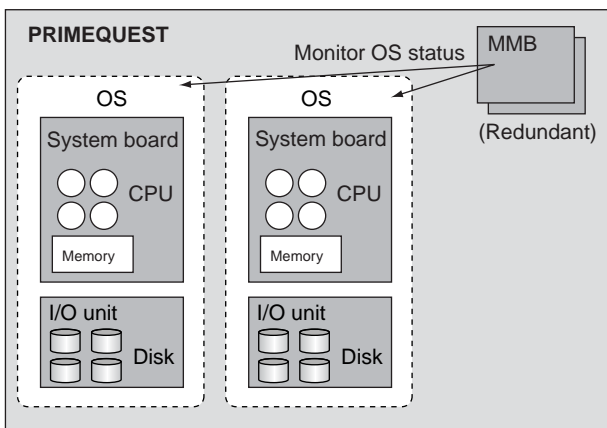 PRIMEQUEST
Monitor OS status
MMB
(Redundant)
OS
System board
CPU
Memory
I/O unit
Disk
OS
System board
CPU
Memory
I/O unit
Disk